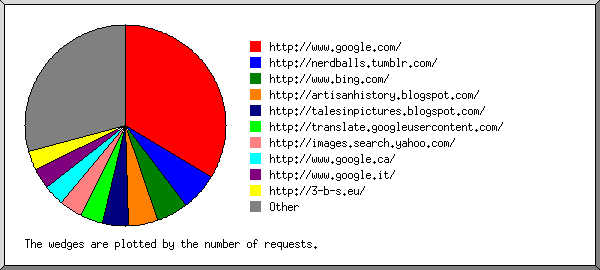 http://www.google.com/
http://nerdballs.tumblr.com/
http://www.bing.com/
http://artisanhistory.blogspot.com/
http://talesinpictures.blogspot.com/
http://translate.googleusercontent.com/
http://images.search.yahoo.com/
http://www.google.ca/
http://www.google.it/
http://3-b-s.eu/
Other
The wedges are plotted by the number of requests.